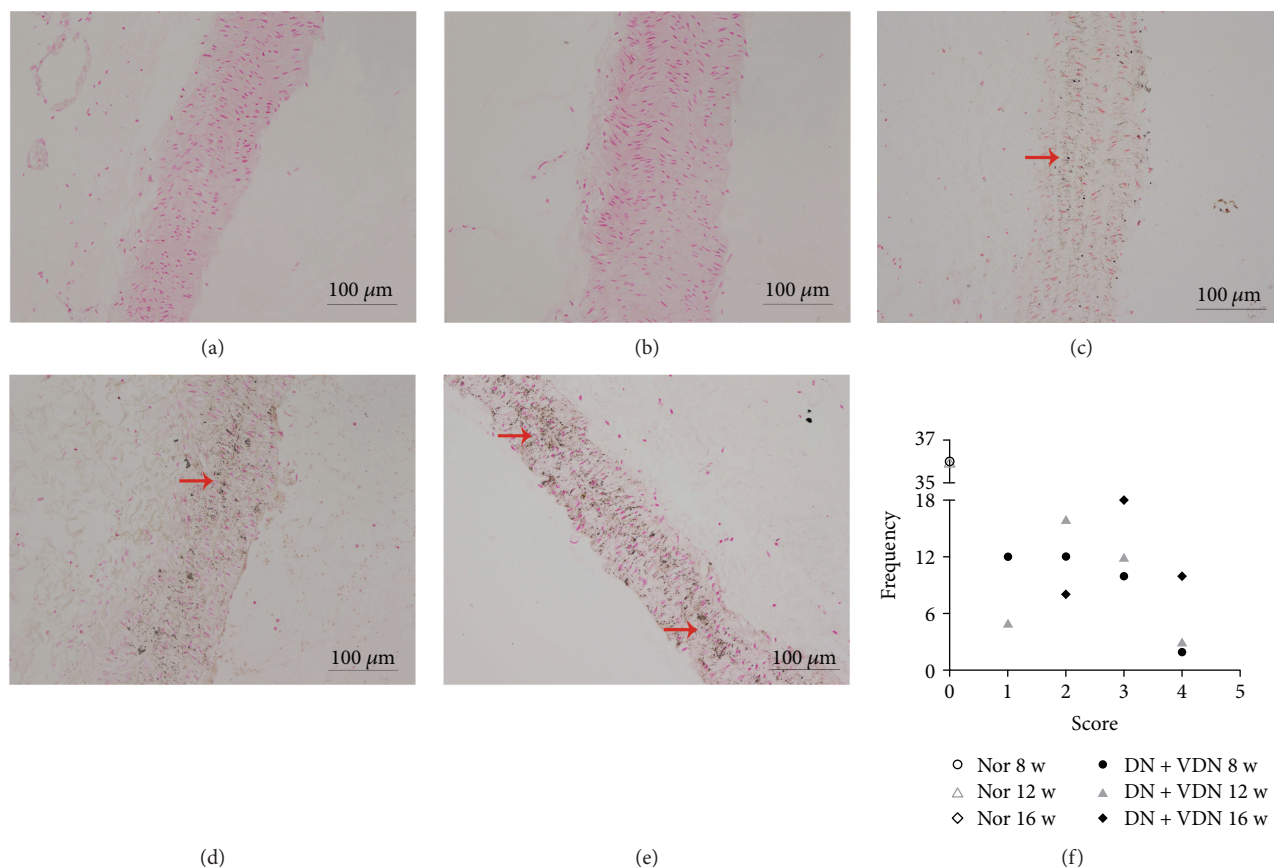 100 µm
100 µm
100 µm
(a)
(b)
(c)
100 µm
100 µm
37
35
18
12
6
0
Frequency
0 1 2 3 4 5
Score
Nor 8 w
DN + VDN 8 w
Nor 12 w
DN + VDN 12 w
Nor 16 w
DN + VDN 16 w
(d)
(e)
(f)